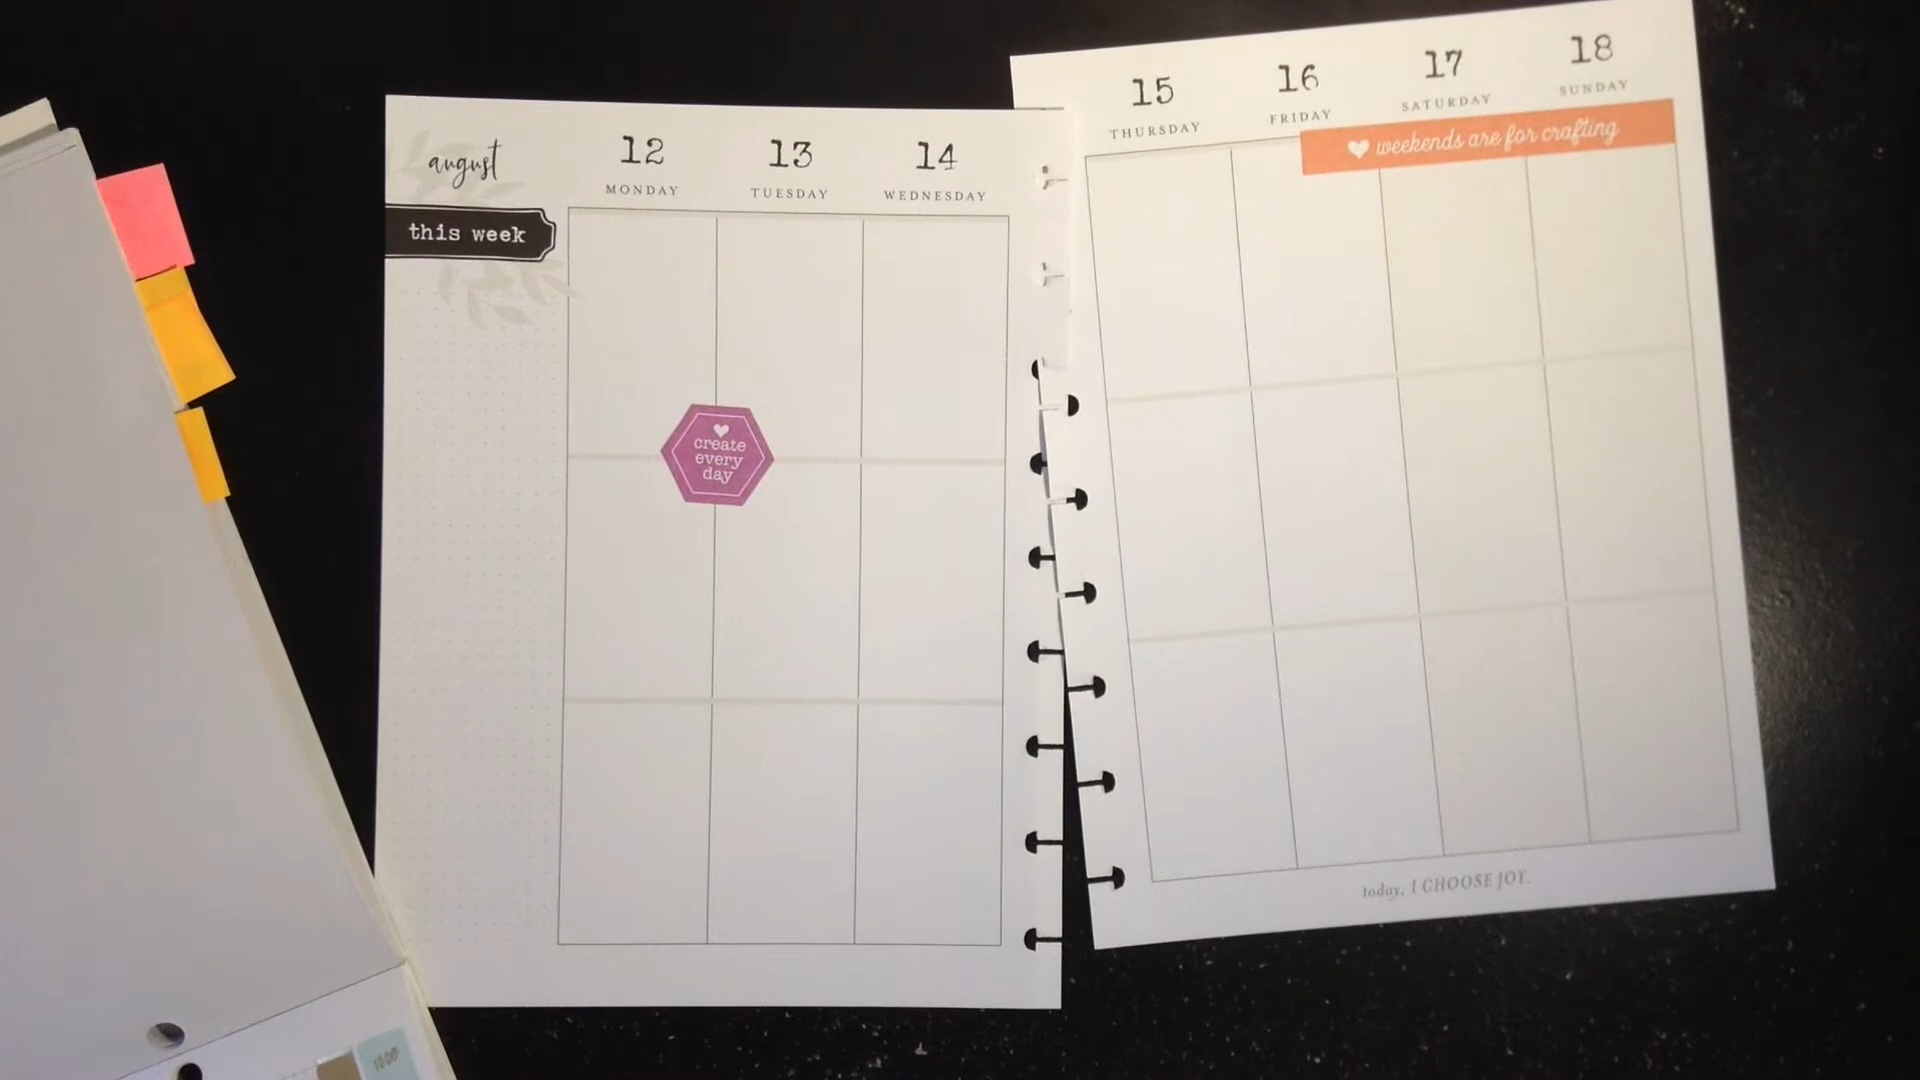 august
this week
12
MONDAY
13
TUESDAY
14
WEDNESDAY
create
every
day
15
THURSDAY
16
FRIDAY
17
SATURDAY
18
SUNDAY
weekends are for crafting
today, I CHOOSE JOY.